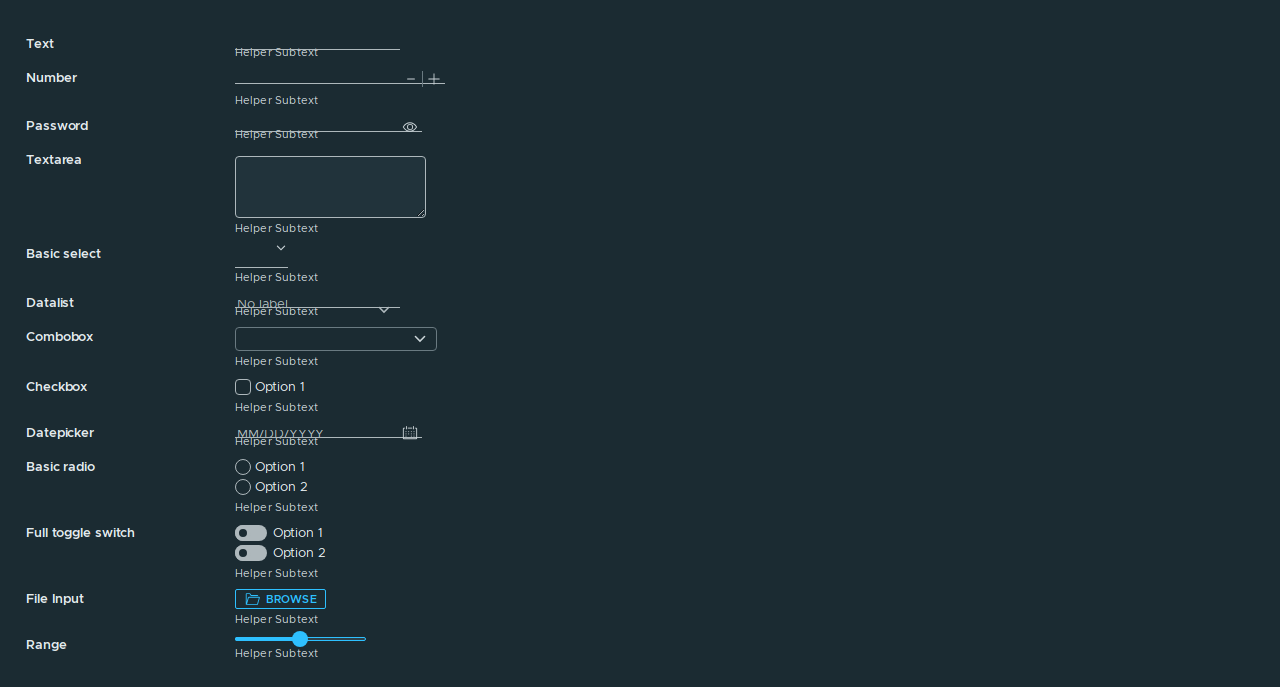 Text
Helper Subtext
Number
Helper Subtext
Password
Helper Subtext
Textarea
Helper Subtext
Basic select
Helper Subtext
Datalist
No label
Helper Subtext
Combobox
Helper Subtext
Checkbox
Option 1
Helper Subtext
Datepicker
MM/DD/YYYY
Helper Subtext
Basic radio
Option 1
Option 2
Helper Subtext
Full toggle switch
Option 1
Option 2
Helper Subtext
File Input
BROWSE
Helper Subtext
Range
Helper Subtext